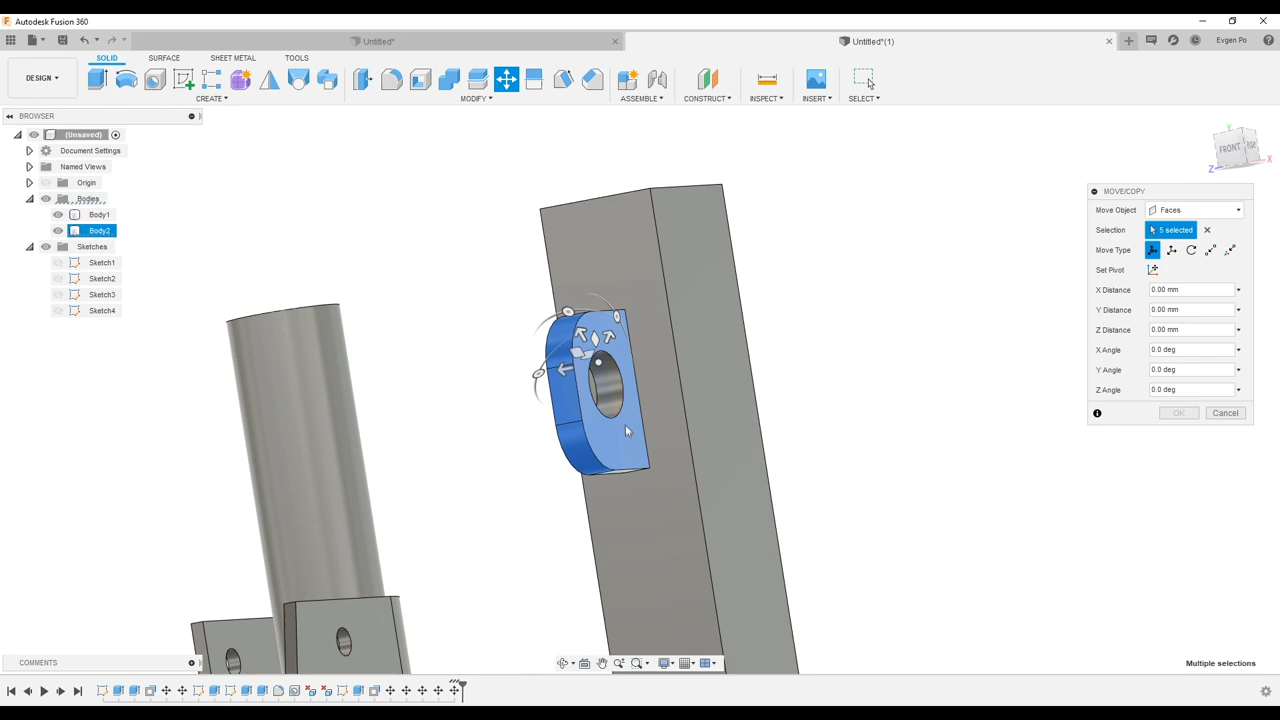 Autodesk Fusion 360
Untitled*
Untitled*(1)
Evgen Po
SOLID
SURFACE
SHEET METAL
TOOLS
DESIGN
CREATE
MODIFY
ASSEMBLE
CONSTRUCT
INSPECT
INSERT
SELECT
BROWSER
(Unsaved)
Document Settings
Named Views
Origin
Bodies
Body1
Body2
Sketches
Sketch1
Sketch2
Sketch3
Sketch4
Y
FRONT
X
Z
MOVE/COPY
Move Object
Faces
Selection
5 selected
Move Type
Set Pivot
X Distance
0.00 mm
Y Distance
0.00 mm
Z Distance
0.00 mm
X Angle
0.0 deg
Y Angle
0.0 deg
Z Angle
0.0 deg
OK
Cancel
COMMENTS
Multiple selections